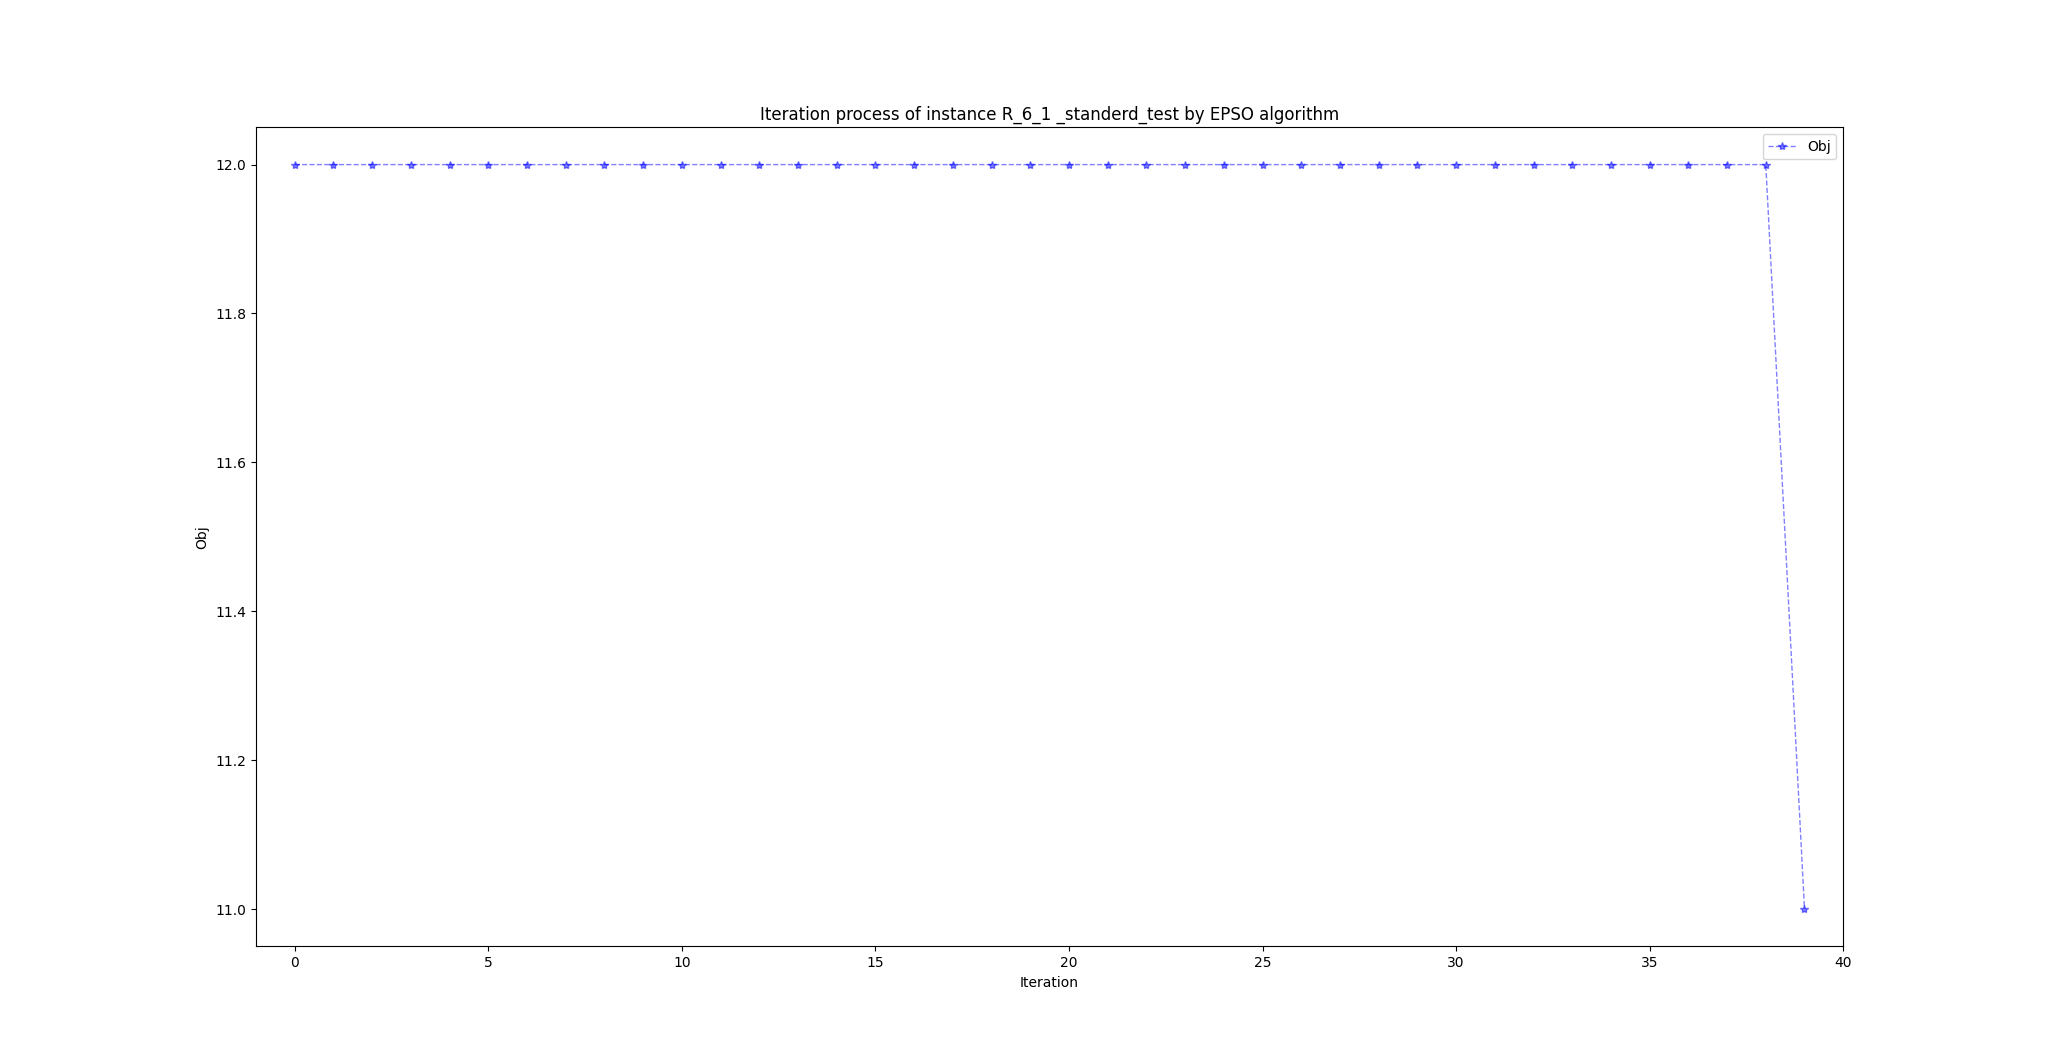 Iteration process of instance R_6_1 _standerd_test by EPSO algorithm
Obj
12.0
11.8
11.6
11.4
11.2
11.0
Obj
0 5 10 15 20 25 30 35 40
Iteration